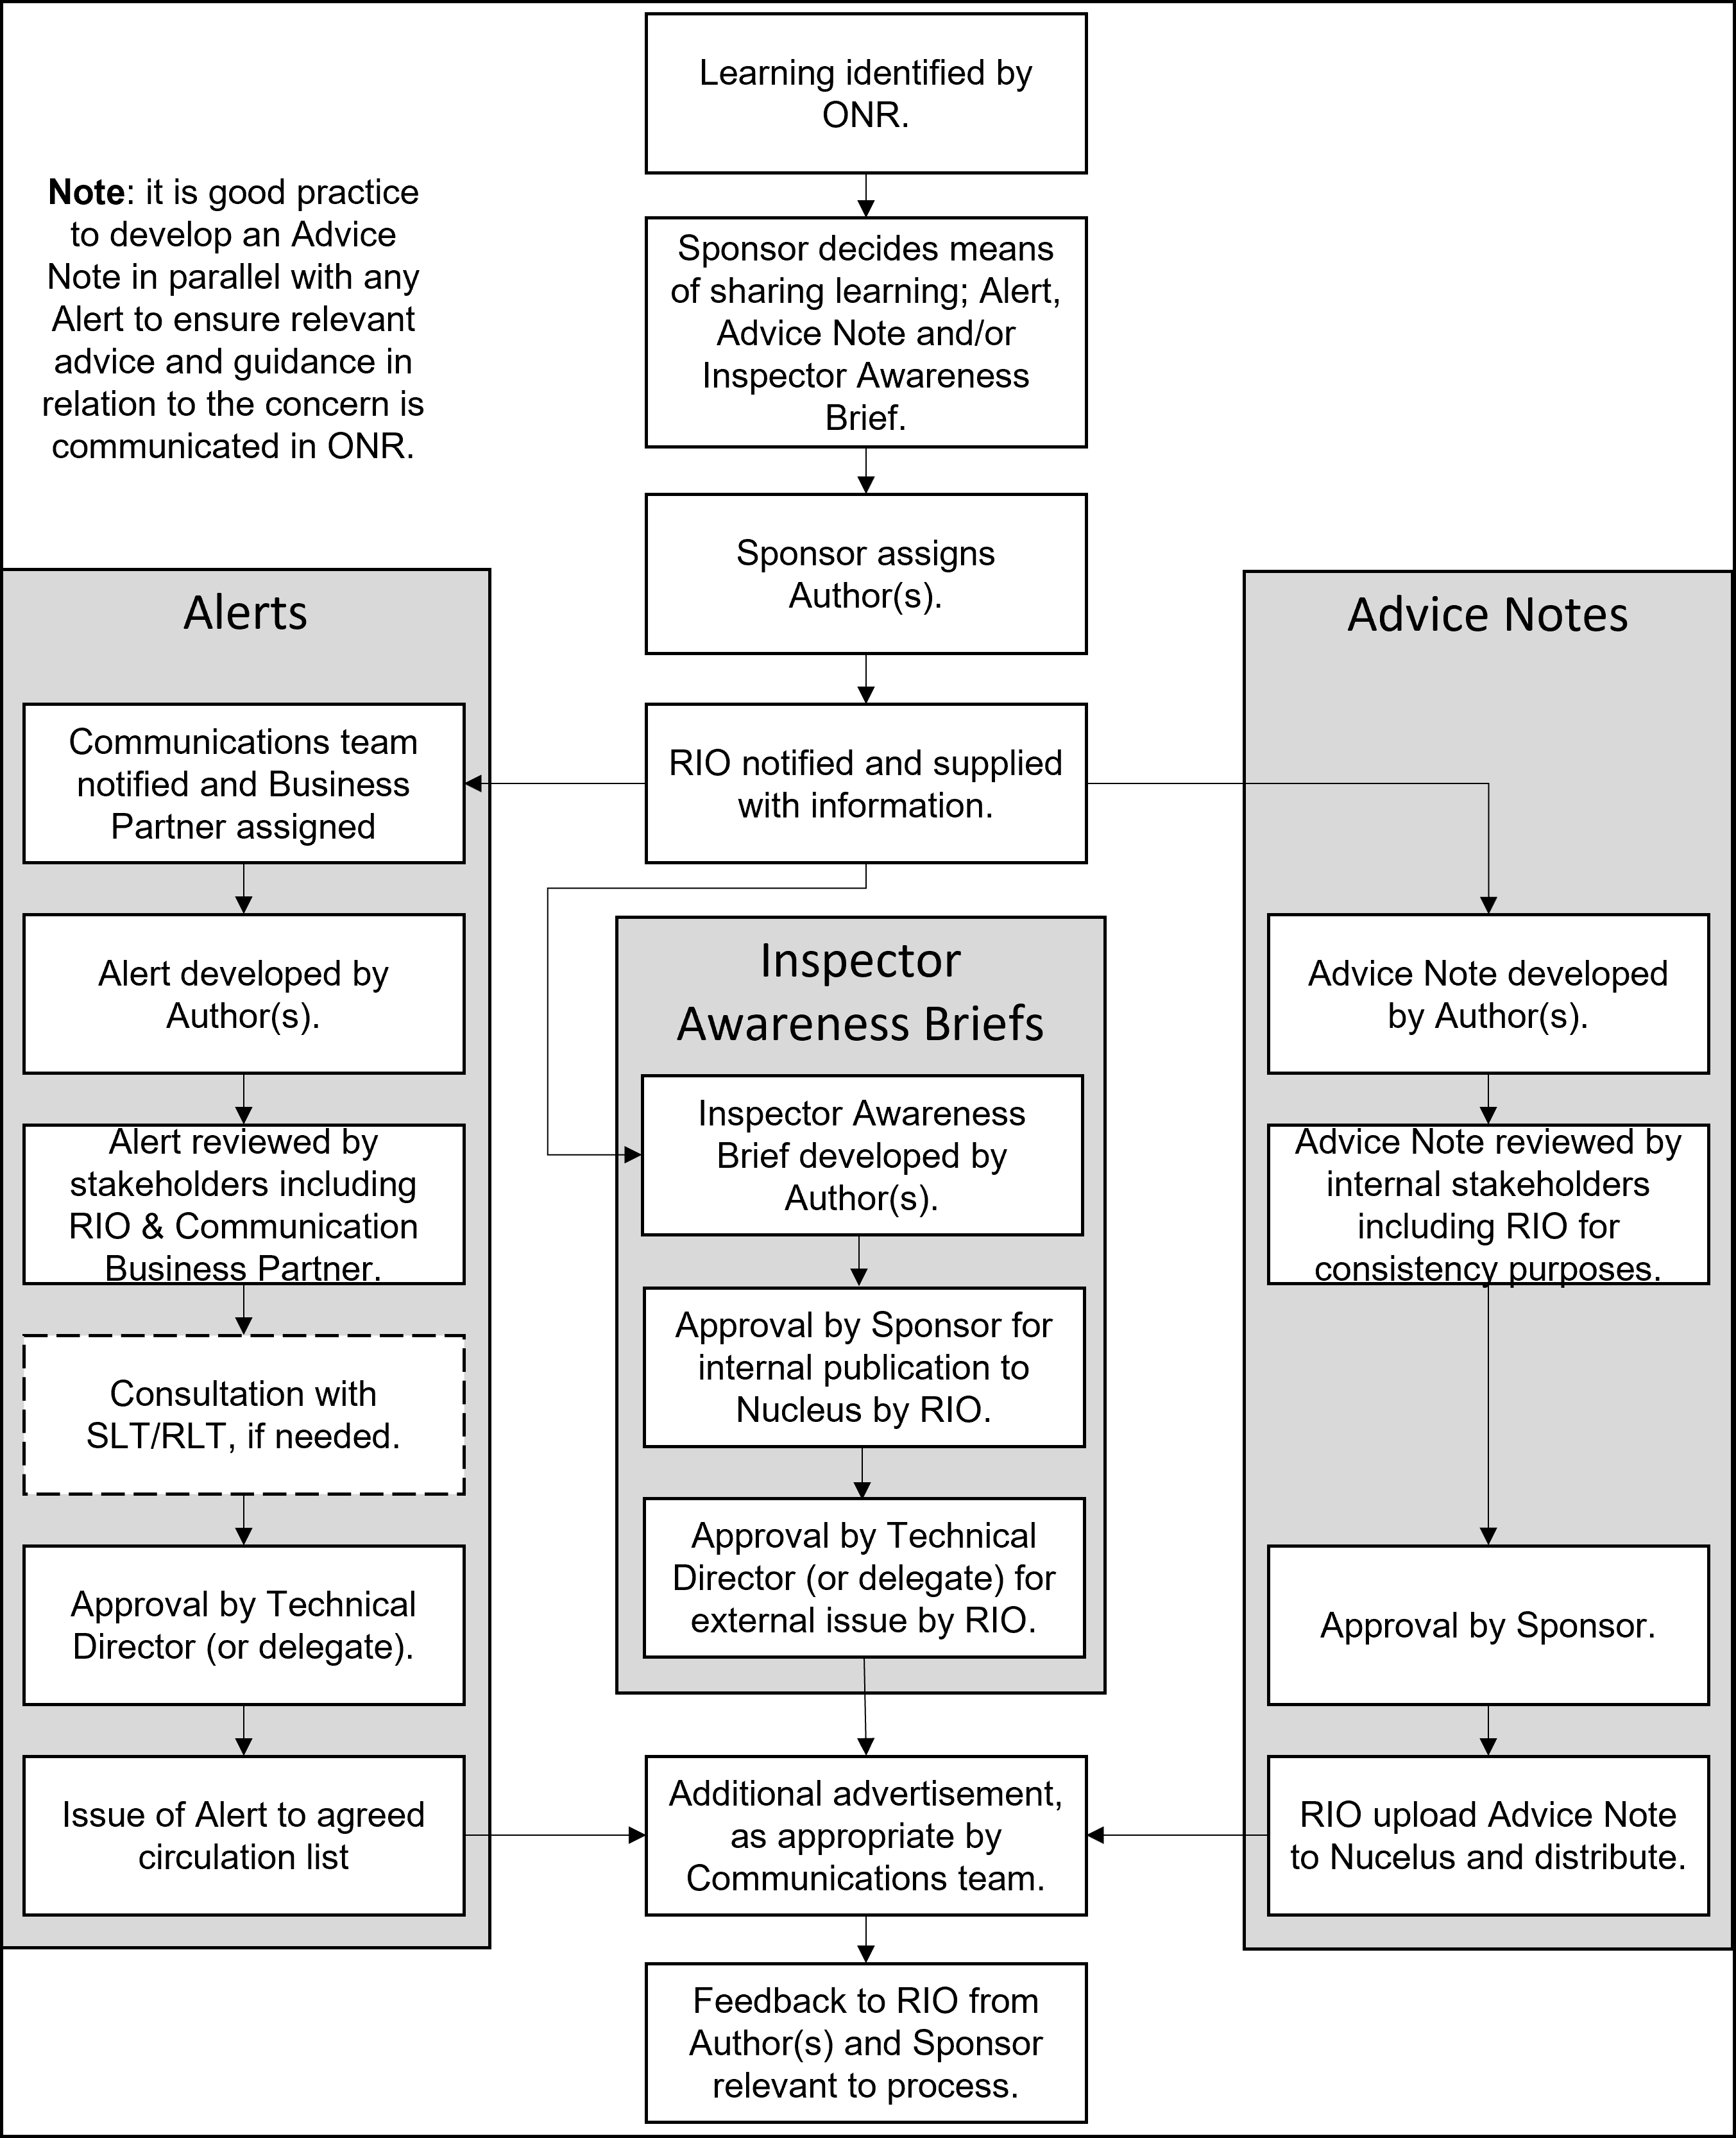 Learning identified by
ONR.
Note: it is good practice
to develop an Advice
Note in parallel with any
Alert to ensure relevant
advice and guidance in
relation to the concern is
communicated in ONR.
Sponsor decides means
of sharing learning; Alert,
Advice Note and/or
Inspector Awareness
Brief.
Sponsor assigns
Author(s).
RIO notified and supplied
with information.
Alerts
Communications team
notified and Business
Partner assigned
Alert developed by
Author(s).
Alert reviewed by
stakeholders including
RIO & Communication
Business Partner.
Consultation with
SLT/RLT, if needed.
Approval by Technical
Director (or delegate).
Issue of Alert to agreed
circulation list
Inspector
Awareness Briefs
Inspector Awareness
Brief developed by
Author(s).
Approval by Sponsor for
internal publication to
Nucleus by RIO.
Approval by Technical
Director (or delegate) for
external issue by RIO.
Advice Notes
Advice Note developed
by Author(s).
Advice Note reviewed by
internal stakeholders
including RIO for
consistency purposes.
Approval by Sponsor.
RIO upload Advice Note
to Nucelus and distribute.
Additional advertisement,
as appropriate by
Communications team.
Feedback to RIO from
Author(s) and Sponsor
relevant to process.